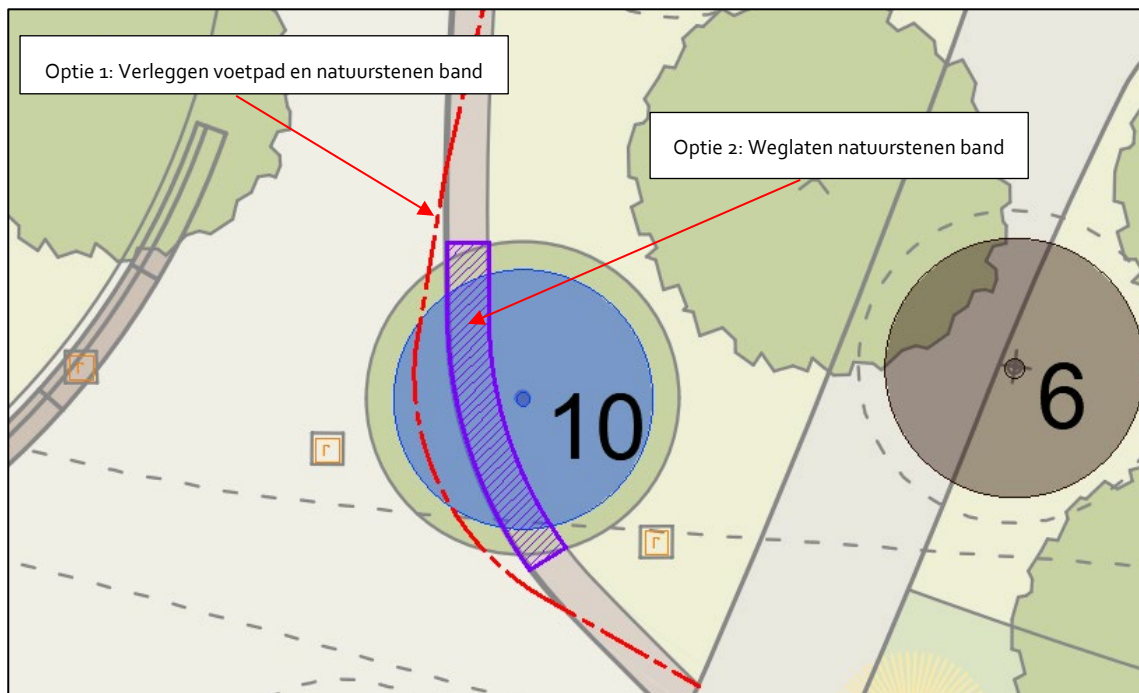 Optie 1: Verleggen voetpad en natuurstenen band
Optie 2: Weglaten natuurstenen band
10
6